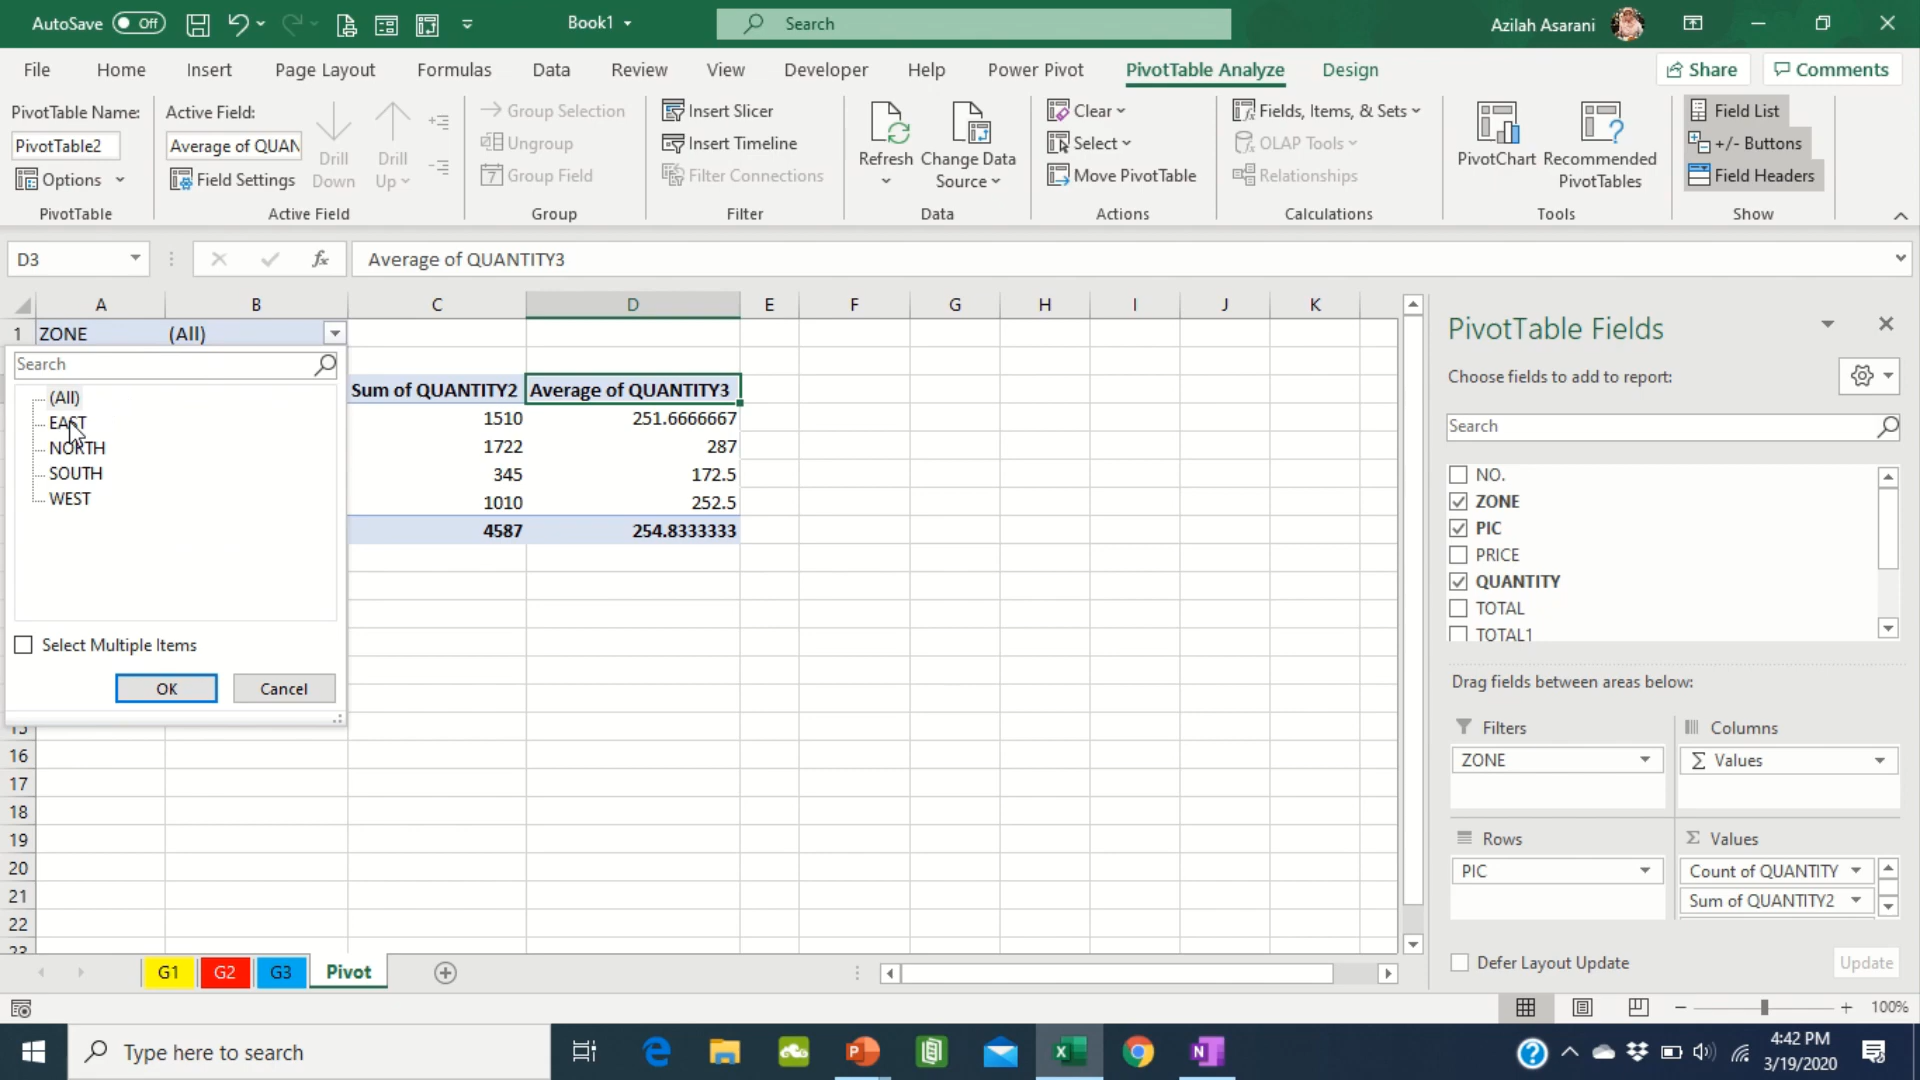 AutoSave Off Book1 Search Azilah Asarani
File Home Insert Page Layout Formulas Data Review View Developer Help Power Pivot PivotTable Analyze Design Share Comments
PivotTable Name:
PivotTable2
Options
PivotTable
Active Field:
Average of QUAN
Field Settings
Drill Down
Drill Up
Active Field
Group Selection
Ungroup
7 Group Field
Group
Insert Slicer
Insert Timeline
Filter Connections
Filter
Refresh
Change Data Source
Data
Clear
Select
Move PivotTable
Actions
Fields, Items, & Sets
OLAP Tools
Relationships
Calculations
PivotChart
Recommended PivotTables
Tools
Field List
+/- Buttons
Field Headers
Show
D3 fx Average of QUANTITY3
A B C D E F G H I J K
1 ZONE (All)
Search
(All)
EAST
NORTH
SOUTH
WEST
Select Multiple Items
OK Cancel
Sum of QUANTITY2 Average of QUANTITY3
1510 251.6666667
1722 287
345 172.5
1010 252.5
4587 254.8333333
15
16
17
18
19
20
21
22
23
PivotTable Fields
Choose fields to add to report:
Search
NO.
ZONE
PIC
PRICE
QUANTITY
TOTAL
TOTAL1
Drag fields between areas below:
Filters
ZONE
Columns
Σ Values
Rows
PIC
Σ Values
Count of QUANTITY
Sum of QUANTITY2
Defer Layout Update Update
G1 G2 G3 Pivot
100%
Type here to search
4:42 PM
3/19/2020